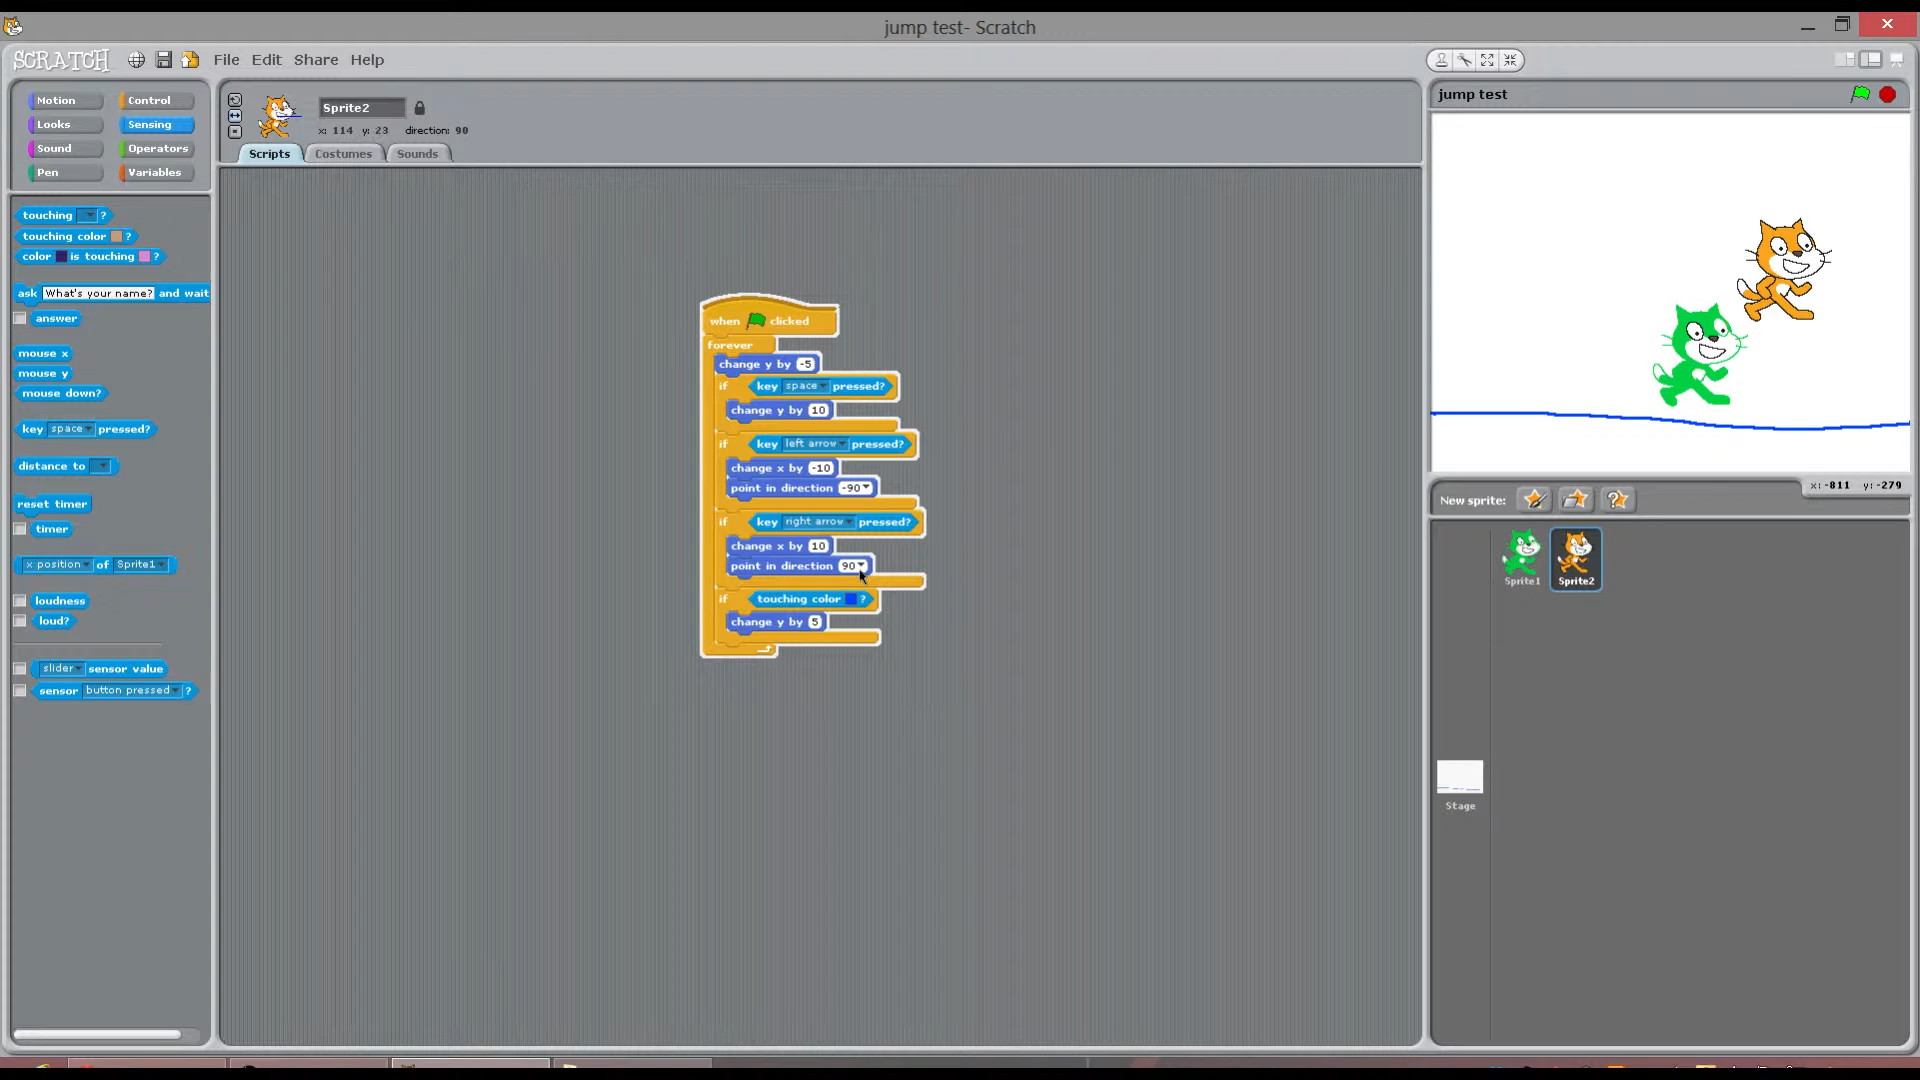 jump test- Scratch
SCRATCH File Edit Share Help
Motion Control
Looks Sensing
Sound Operators
Pen Variables
Sprite2
x: 114 y: 23 direction: 90
Scripts Costumes Sounds
touching ?
touching color ?
color is touching ?
ask What's your name? and wait
answer
mouse x
mouse y
mouse down?
key space pressed?
distance to
reset timer
timer
x position of Sprite1
loudness
loud?
slider sensor value
sensor button pressed ?
when clicked
forever
change y by -5
if key space pressed?
change y by 10
if key left arrow pressed?
change x by -10
point in direction -90
if key right arrow pressed?
change x by 10
point in direction 90
if touching color ?
change y by 5
jump test
x: -811 y: -279
New sprite:
Sprite1 Sprite2
Stage